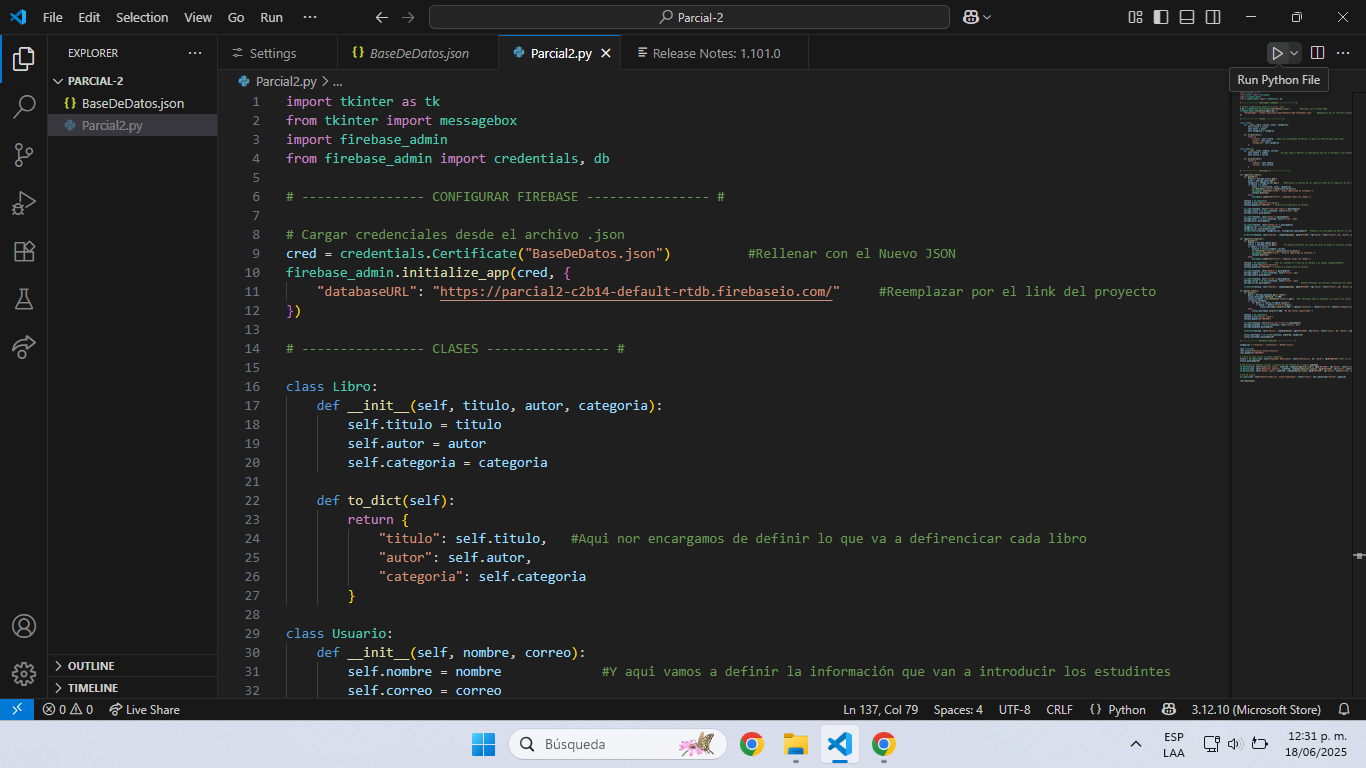 File Edit Selection View Go Run ··· Parcial-2
EXPLORER ···
Settings
{} BaseDeDatos.json
Parcial2.py
Release Notes: 1.101.0
Run Python File
PARCIAL-2
{} BaseDeDatos.json
Parcial2.py
OUTLINE
TIMELINE
Parcial2.py > ...
1 import tkinter as tk
2 from tkinter import messagebox
3 import firebase_admin
4 from firebase_admin import credentials, db
5
6 # ---------------- CONFIGURAR FIREBASE ---------------- #
7
8 # Cargar credenciales desde el archivo .json
9 cred = credentials.Certificate("BaseDeDatos.json") #Rellenar con el Nuevo JSON
10 firebase_admin.initialize_app(cred, {
11 "databaseURL": "https://parcial2-c2b14-default-rtdb.firebaseio.com/" #Reemplazar por el link del proyecto
12 })
13
14 # ---------------- CLASES ---------------- #
15
16 class Libro:
17 def __init__(self, titulo, autor, categoria):
18 self.titulo = titulo
19 self.autor = autor
20 self.categoria = categoria
21
22 def to_dict(self):
23 return {
24 "titulo": self.titulo, #Aqui nor encargamos de definir lo que va a defirencicar cada libro
25 "autor": self.autor,
26 "categoria": self.categoria
27 }
28
29 class Usuario:
30 def __init__(self, nombre, correo):
31 self.nombre = nombre #Y aqui vamos a definir la información que van a introducir los estudintes
32 self.correo = correo
0 0 Live Share Ln 137, Col 79 Spaces: 4 UTF-8 CRLF {} Python 3.12.10 (Microsoft Store)
Búsqueda
ESP
LAA
12:31 p. m.
18/06/2025